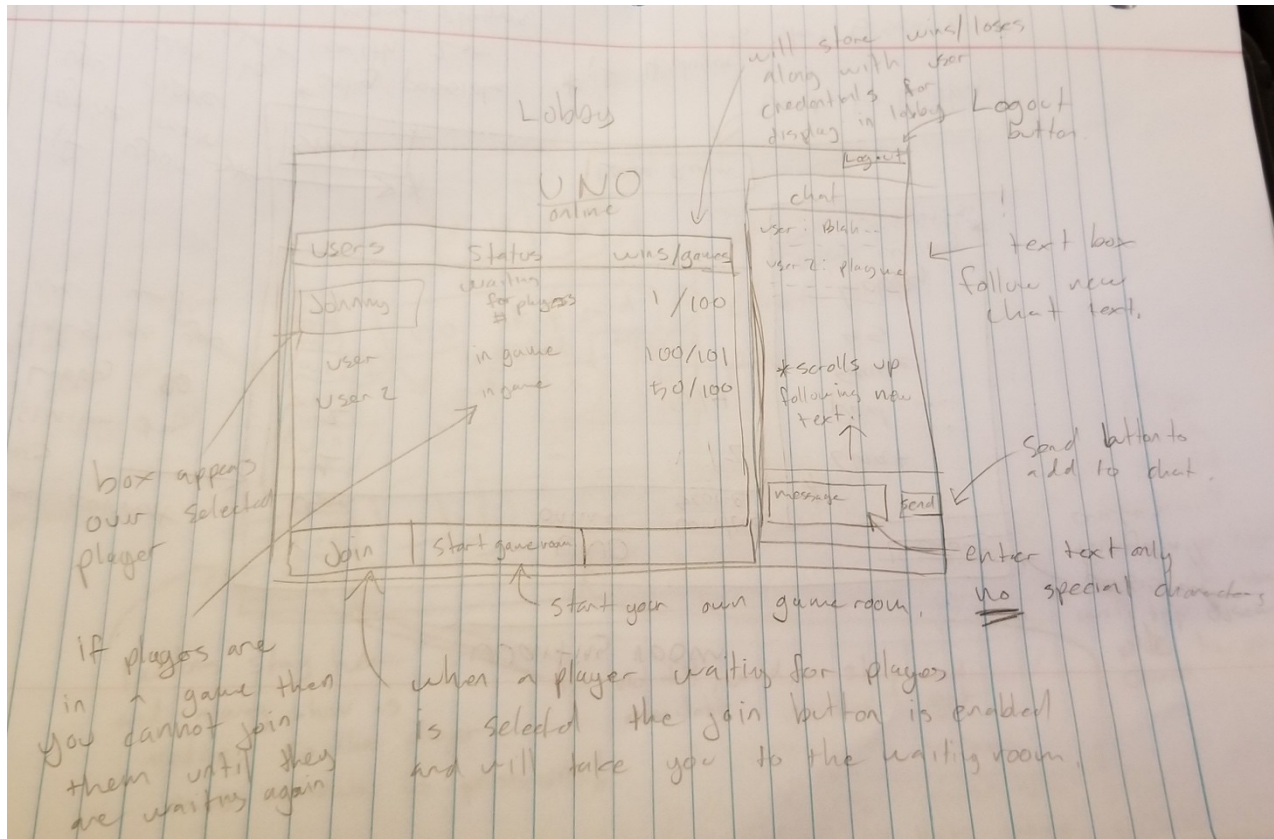 will store wins/loses
along with user
credentials for
display in lobby
Lobby
Logout
button.
Logout
UNO
online
chat
users
Status
wins/games
user: Blah..
user 2: plague
text box
follow new
chat text.
Johnny
waiting
for players
#
1/100
user
in game
100/101
user 2
in game
50/100
*scrolls up
following new
text.
box appears
over selected
player
Send button to
add to chat.
message
send
Join
Start game room
enter text only
no special characters
start your own game room.
if players are
in a game then
you cannot join
them until they
are waiting again
when a player waiting for players
is selected the join button is enabled
and will take you to the waiting room.